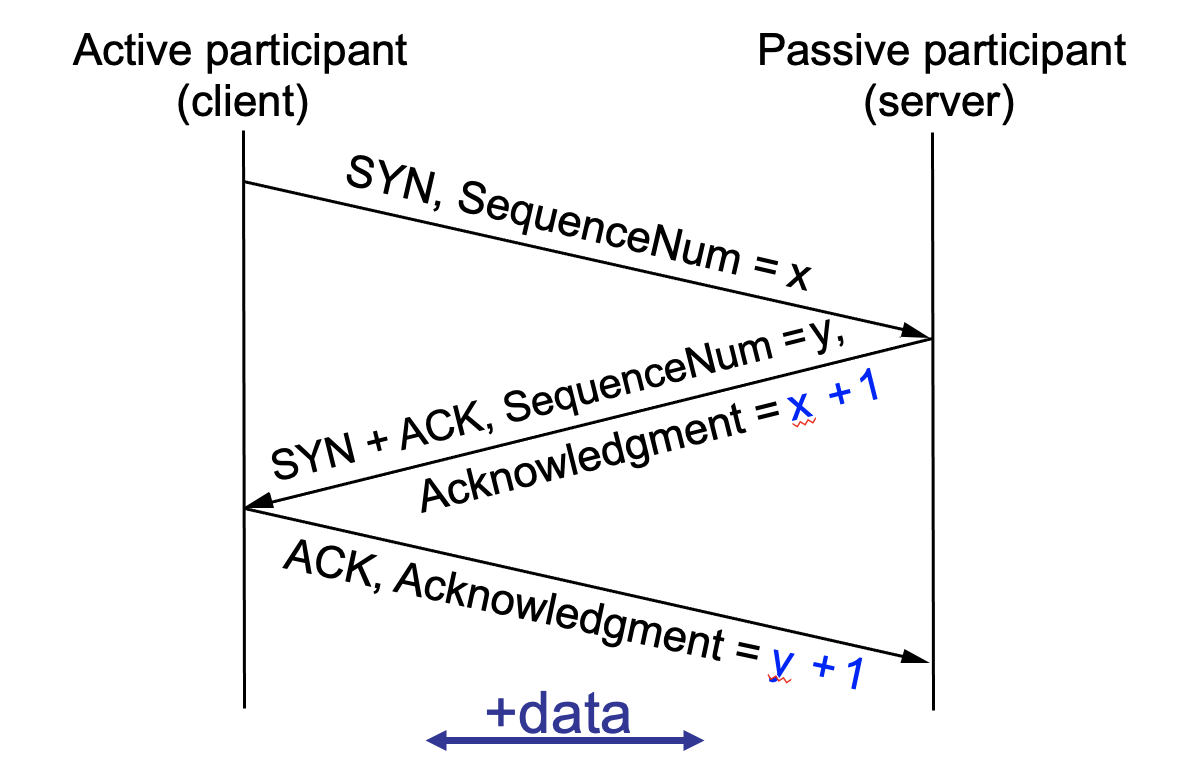 Active participant
(client)
Passive participant
(server)
SYN, SequenceNum = x
SYN + ACK, SequenceNum =y,
Acknowledgment = x + 1
ACK, Acknowledgment = y + 1
+data